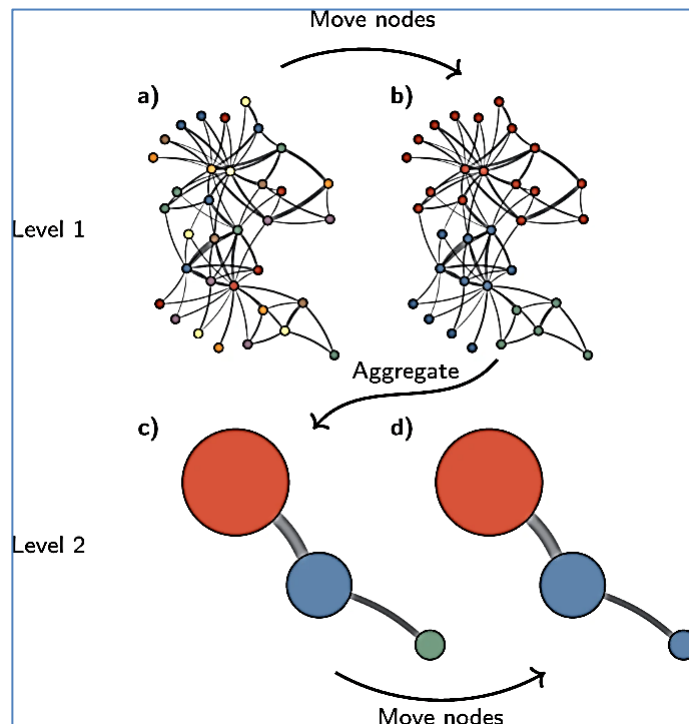 Move nodes
a)
b)
Level 1
Aggregate
c)
d)
Level 2
Move nodes